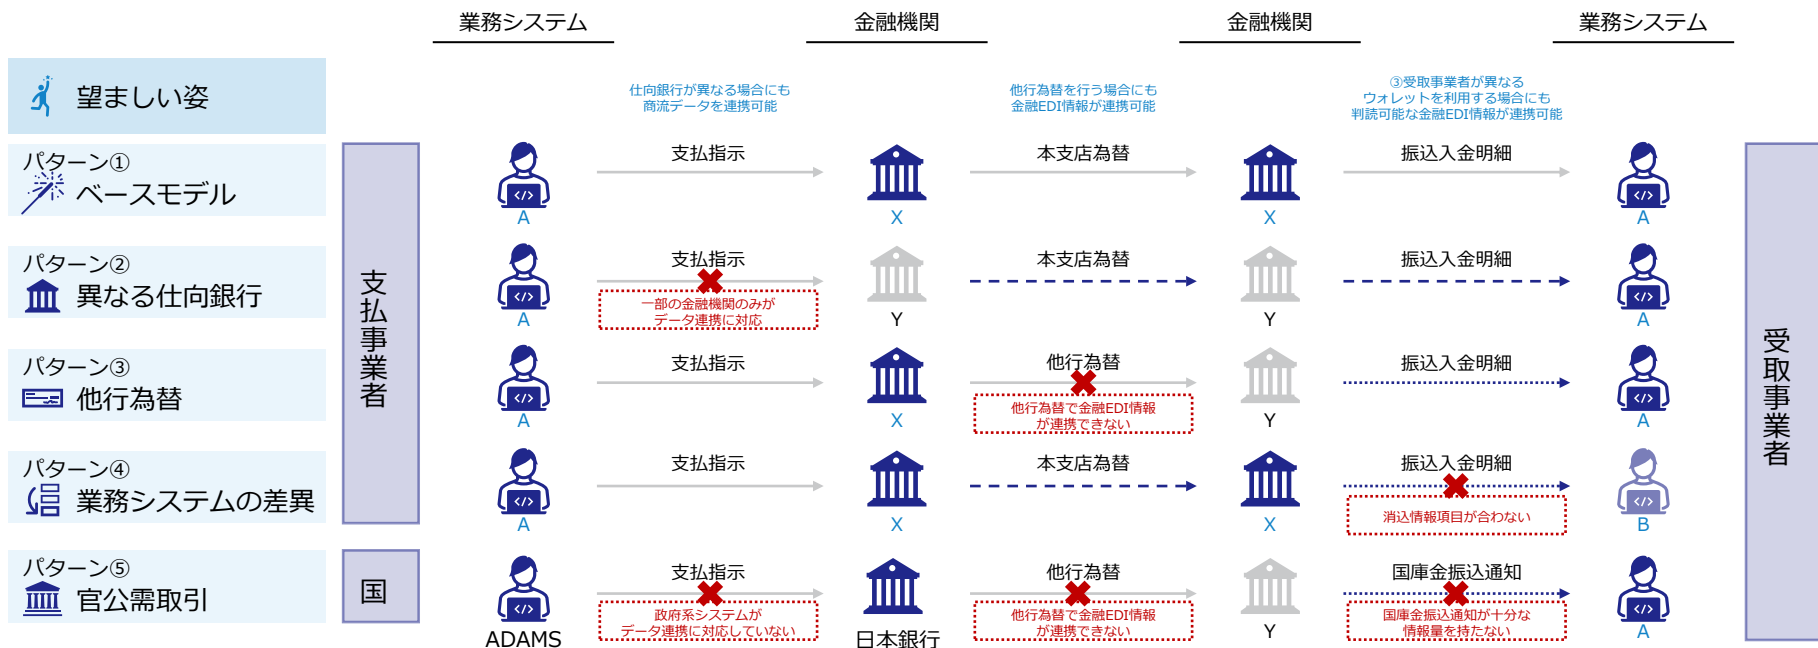 業務システム
金融機関
金融機関
業務システム
望ましい姿
仕向銀行が異なる場合にも
商流データを連携可能
他行為替を行う場合にも
金融EDI情報が連携可能
③受取事業者が異なる
ウォレットを利用する場合にも
判読可能な金融EDI情報が連携可能
支払事業者
受取事業者
パターン①
ベースモデル
支払指示
本支店為替
振込入金明細
</>
</>
A
X
X
A
パターン②
異なる仕向銀行
支払指示
本支店為替
振込入金明細
</>
</>
一部の金融機関のみが
データ連携に対応
A
Y
Y
A
パターン③
他行為替
支払指示
他行為替
振込入金明細
</>
</>
他行為替で金融EDI情報
が連携できない
A
X
Y
A
パターン④
業務システムの差異
支払指示
本支店為替
振込入金明細
</>
</>
消込情報項目が合わない
A
X
X
B
パターン⑤
官公需取引
国
支払指示
他行為替
国庫金振込通知
</>
</>
政府系システムが
データ連携に対応していない
他行為替で金融EDI情報
が連携できない
国庫金振込通知が十分な
情報量を持たない
ADAMS
日本銀行
Y
A